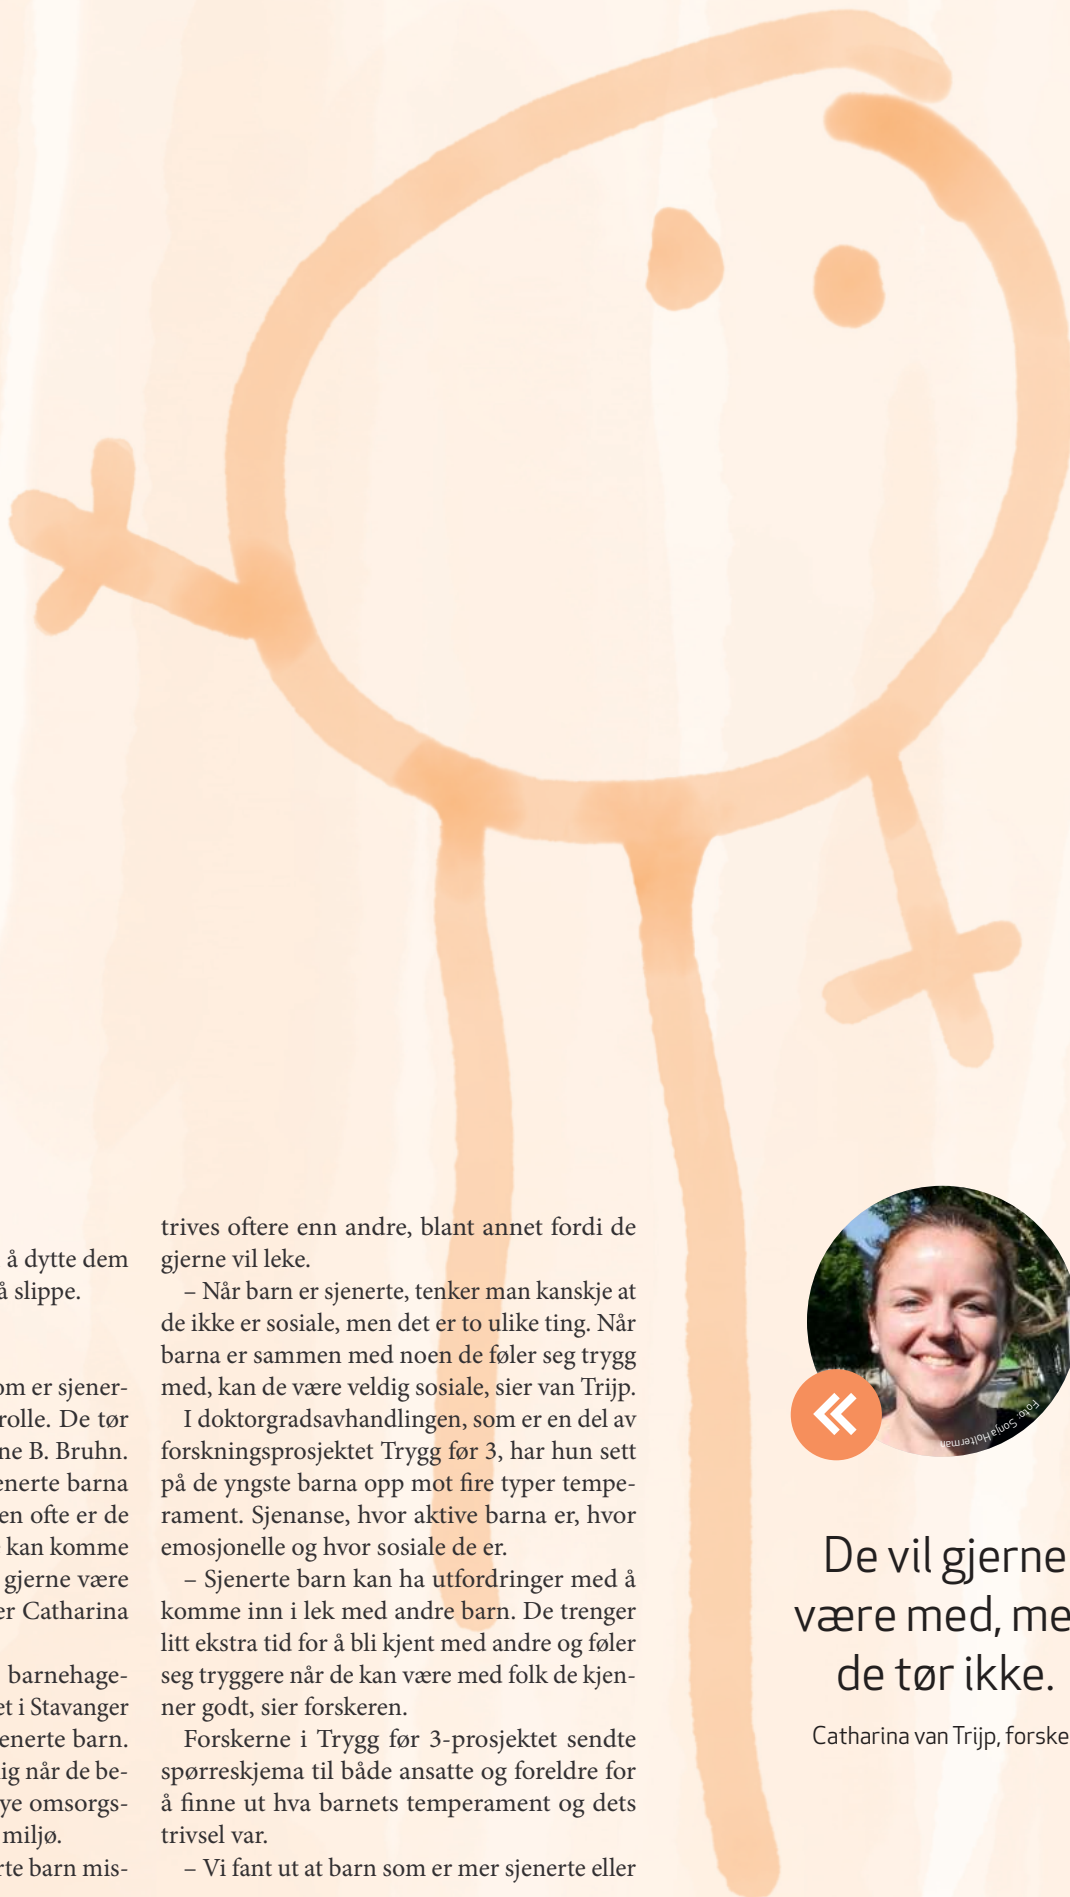 å dytte dem
å slippe.
om er sjener-
rolle. De tør
ne B. Bruhn.
enerte barna
en ofte er de
kan komme
gjerne være
er Catharina
barnehage-
et i Stavanger
enerte barn.
ig når de be-
ye omsorgs-
miljø.
rte barn mis-
trives oftere enn andre, blant annet fordi de
gjerne vil leke.
– Når barn er sjenerte, tenker man kanskje at
de ikke er sosiale, men det er to ulike ting. Når
barna er sammen med noen de føler seg trygg
med, kan de være veldig sosiale, sier van Trijp.
I doktorgradsavhandlingen, som er en del av
forskningsprosjektet Trygg før 3, har hun sett
på de yngste barna opp mot fire typer tempe-
rament. Sjenanse, hvor aktive barna er, hvor
emosjonelle og hvor sosiale de er.
– Sjenerte barn kan ha utfordringer med å
komme inn i lek med andre barn. De trenger
litt ekstra tid for å bli kjent med andre og føler
seg tryggere når de kan være med folk de kjen-
ner godt, sier forskeren.
Forskerne i Trygg før 3-prosjektet sendte
spørreskjema til både ansatte og foreldre for
å finne ut hva barnets temperament og dets
trivsel var.
– Vi fant ut at barn som er mer sjenerte eller
Foto: Sonja Holterman
«
De vil gjerne
være med, me
de tør ikke.
Catharina van Trijp, forske